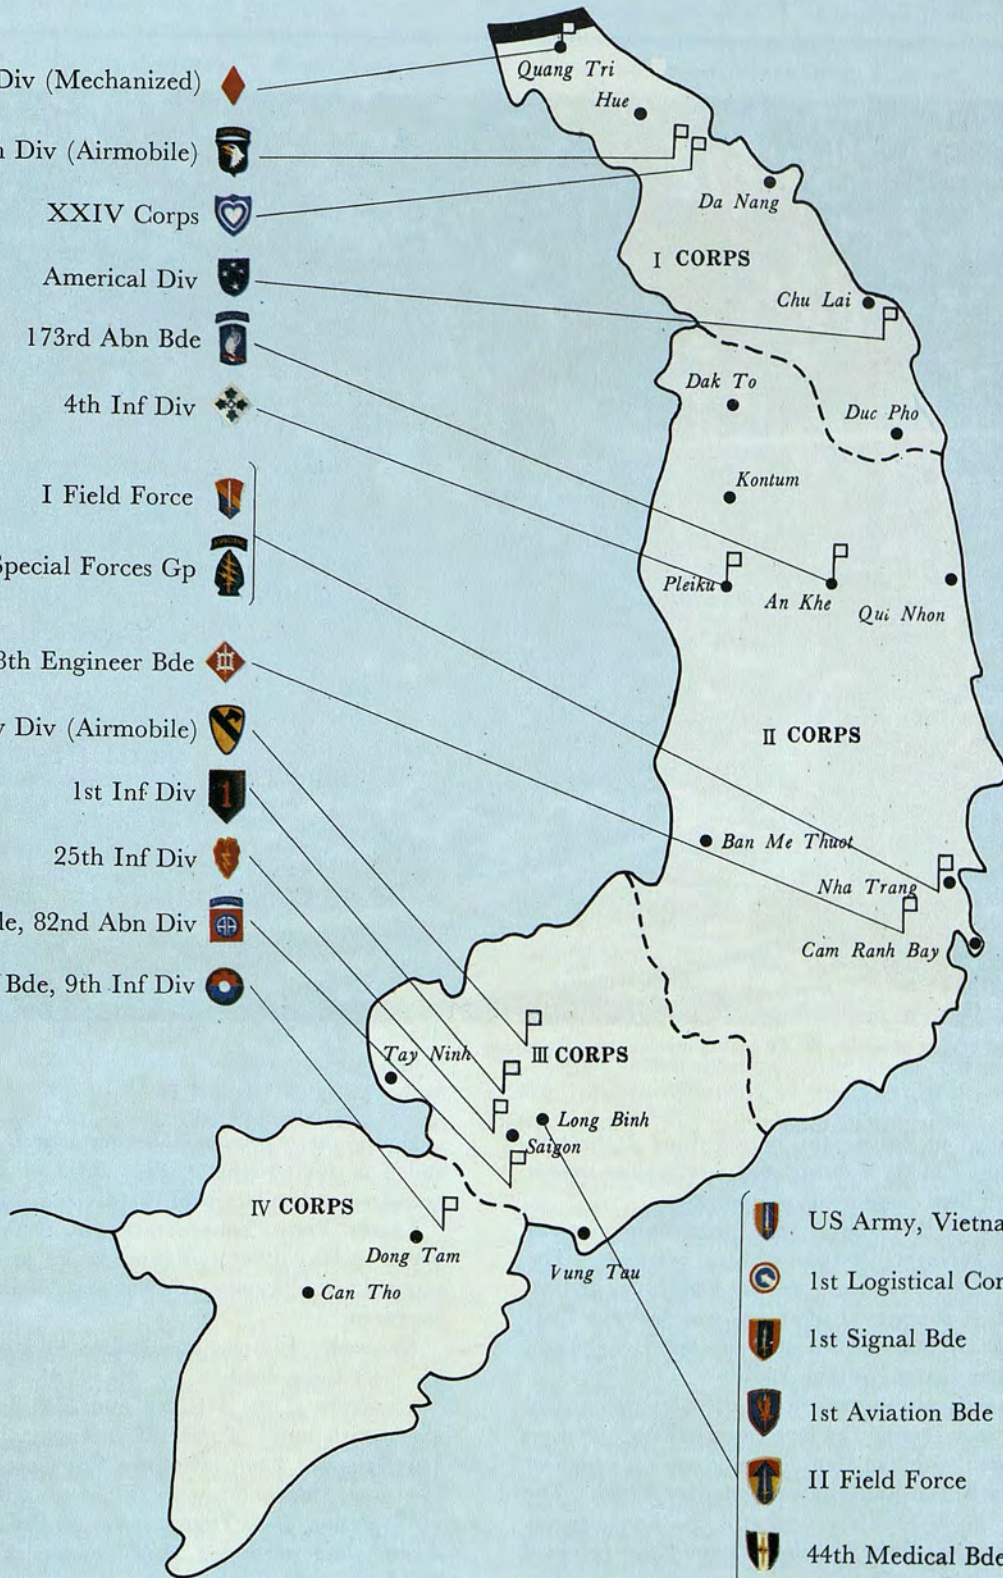 Div (Mechanized)
Div (Airmobile)
XXIV Corps
Americal Div
173rd Abn Bde
4th Inf Div
I Field Force
Special Forces Gp
8th Engineer Bde
Div (Airmobile)
1st Inf Div
25th Inf Div
82nd Abn Div
Bde, 9th Inf Div
Quang Tri
Hue
Da Nang
I CORPS
Chu Lai
Dak To
Duc Pho
Kontum
Pleiku
An Khe
Qui Nhon
II CORPS
Ban Me Thuot
Nha Trang
Cam Ranh Bay
Tay Ninh
III CORPS
Long Binh
Saigon
IV CORPS
Dong Tam
Can Tho
Vung Tau
US Army, Vietna
1st Logistical Co
1st Signal Bde
1st Aviation Bde
II Field Force
44th Medical Bde